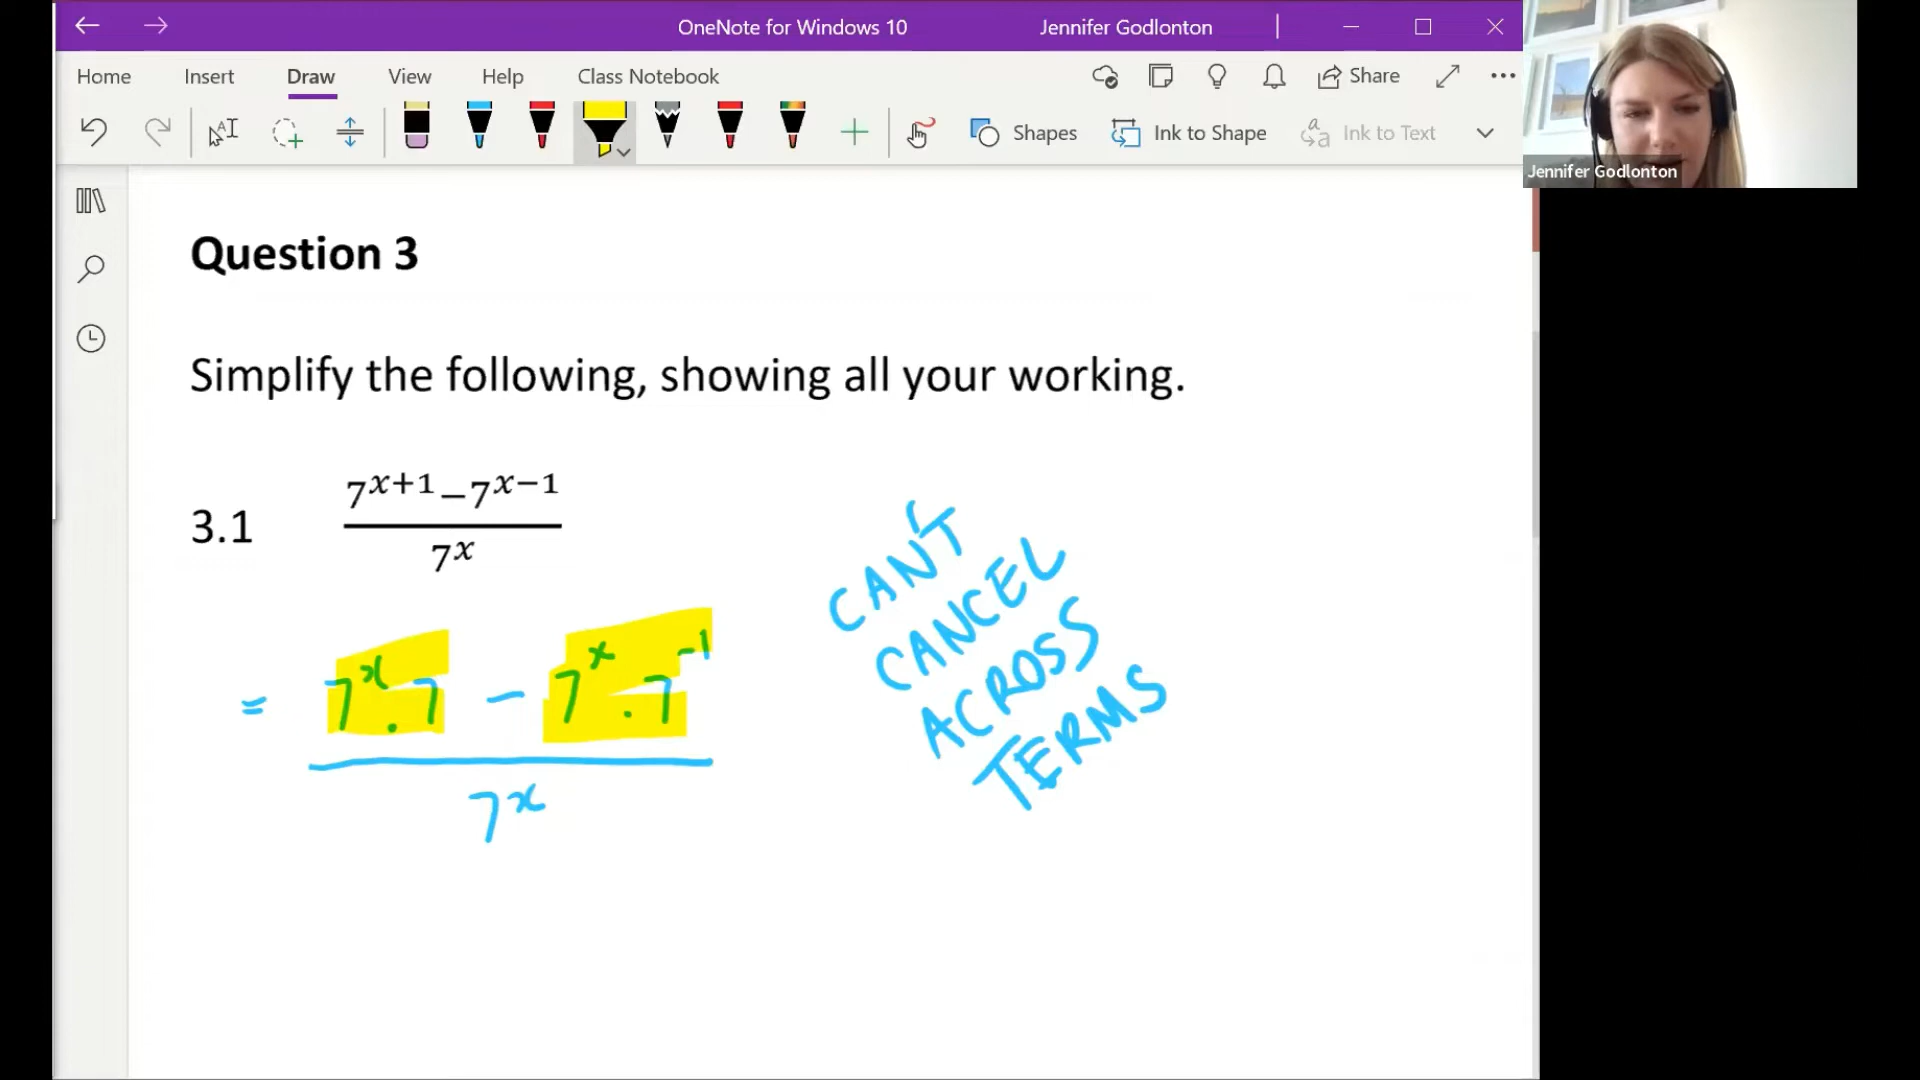 OneNote for Windows 10
Jennifer Godlonton
Home Insert Draw View Help Class Notebook
Share
Shapes Ink to Shape Ink to Text
Jennifer Godlonton
Question 3
Simplify the following, showing all your working.
3.1 (7^{x+1} − 7^{x−1}) / 7^x
= (7^x . 7 − 7^x . 7^{-1}) / 7^x
CAN'T
CANCEL
ACROSS
TERMS